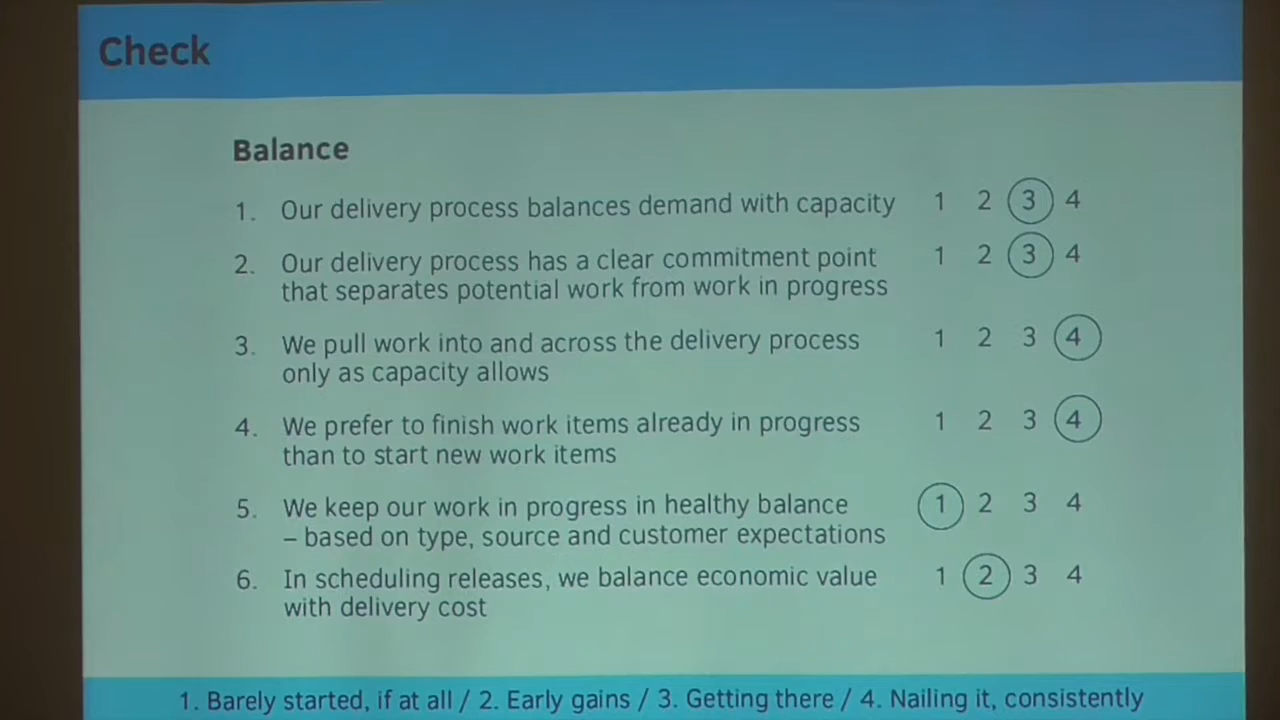 Check
Balance
1. Our delivery process balances demand with capacity 1 2 3 4
2. Our delivery process has a clear commitment point 1 2 3 4
that separates potential work from work in progress
3. We pull work into and across the delivery process 1 2 3 4
only as capacity allows
4. We prefer to finish work items already in progress 1 2 3 4
than to start new work items
5. We keep our work in progress in healthy balance 1 2 3 4
– based on type, source and customer expectations
6. In scheduling releases, we balance economic value 1 2 3 4
with delivery cost
1. Barely started, if at all / 2. Early gains / 3. Getting there / 4. Nailing it, consistently